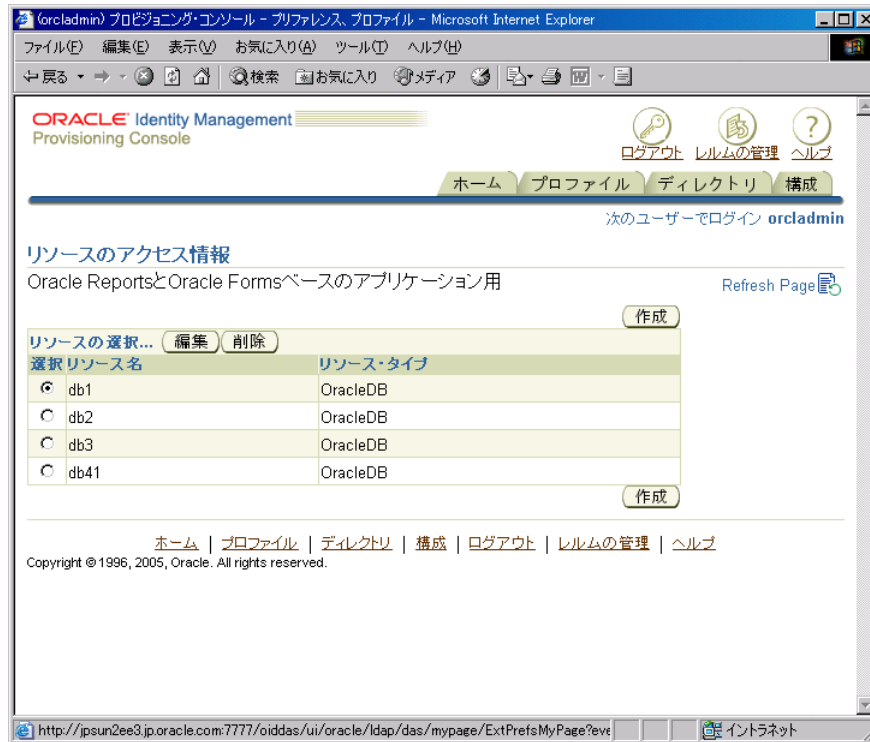 (orcladmin) プロビジョニング・コンソール - プリファレンス、プロファイル - Microsoft Internet Explorer
ファイル(F) 編集(E) 表示(V) お気に入り(A) ツール(T) ヘルプ(H)
戻る 検索 お気に入り メディア
ORACLE Identity Management
Provisioning Console
ログアウト レルムの管理 ヘルプ
ホーム プロファイル ディレクトリ 構成
次のユーザーでログイン orcladmin
リソースのアクセス情報
Oracle ReportsとOracle Formsベースのアプリケーション用
Refresh Page
作成
リソースの選択... 編集 削除
選択 リソース名 リソース・タイプ
db1 OracleDB
db2 OracleDB
db3 OracleDB
db41 OracleDB
作成
ホーム | プロファイル | ディレクトリ | 構成 | ログアウト | レルムの管理 | ヘルプ
Copyright © 1996, 2005, Oracle. All rights reserved.
http://jpsun2ee3.jp.oracle.com:7777/oiddas/ui/oracle/ldap/das/mypage/ExtPrefsMyPage?eve イントラネット